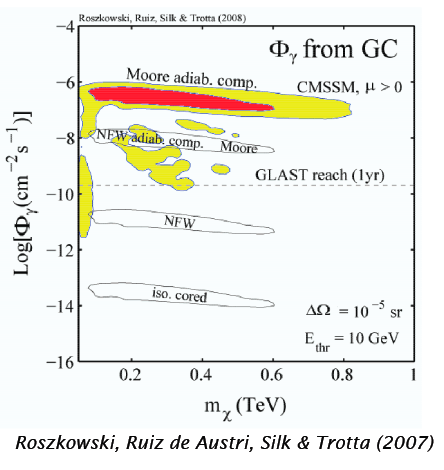 Roszkowski, Ruiz, Silk & Trotta (2008)
Φγ from GC
Moore adiab. comp.
CMSSM, μ > 0
NFW adiab. comp.
Moore
GLAST reach (1yr)
NFW
iso. cored
ΔΩ = 10⁻⁵ sr
E_thr = 10 GeV
Log[Φγ(cm⁻² s⁻¹)]
−4
−6
−8
−10
−12
−14
−16
0.2 0.4 0.6 0.8 1
mχ (TeV)
Roszkowski, Ruiz de Austri, Silk & Trotta (2007)